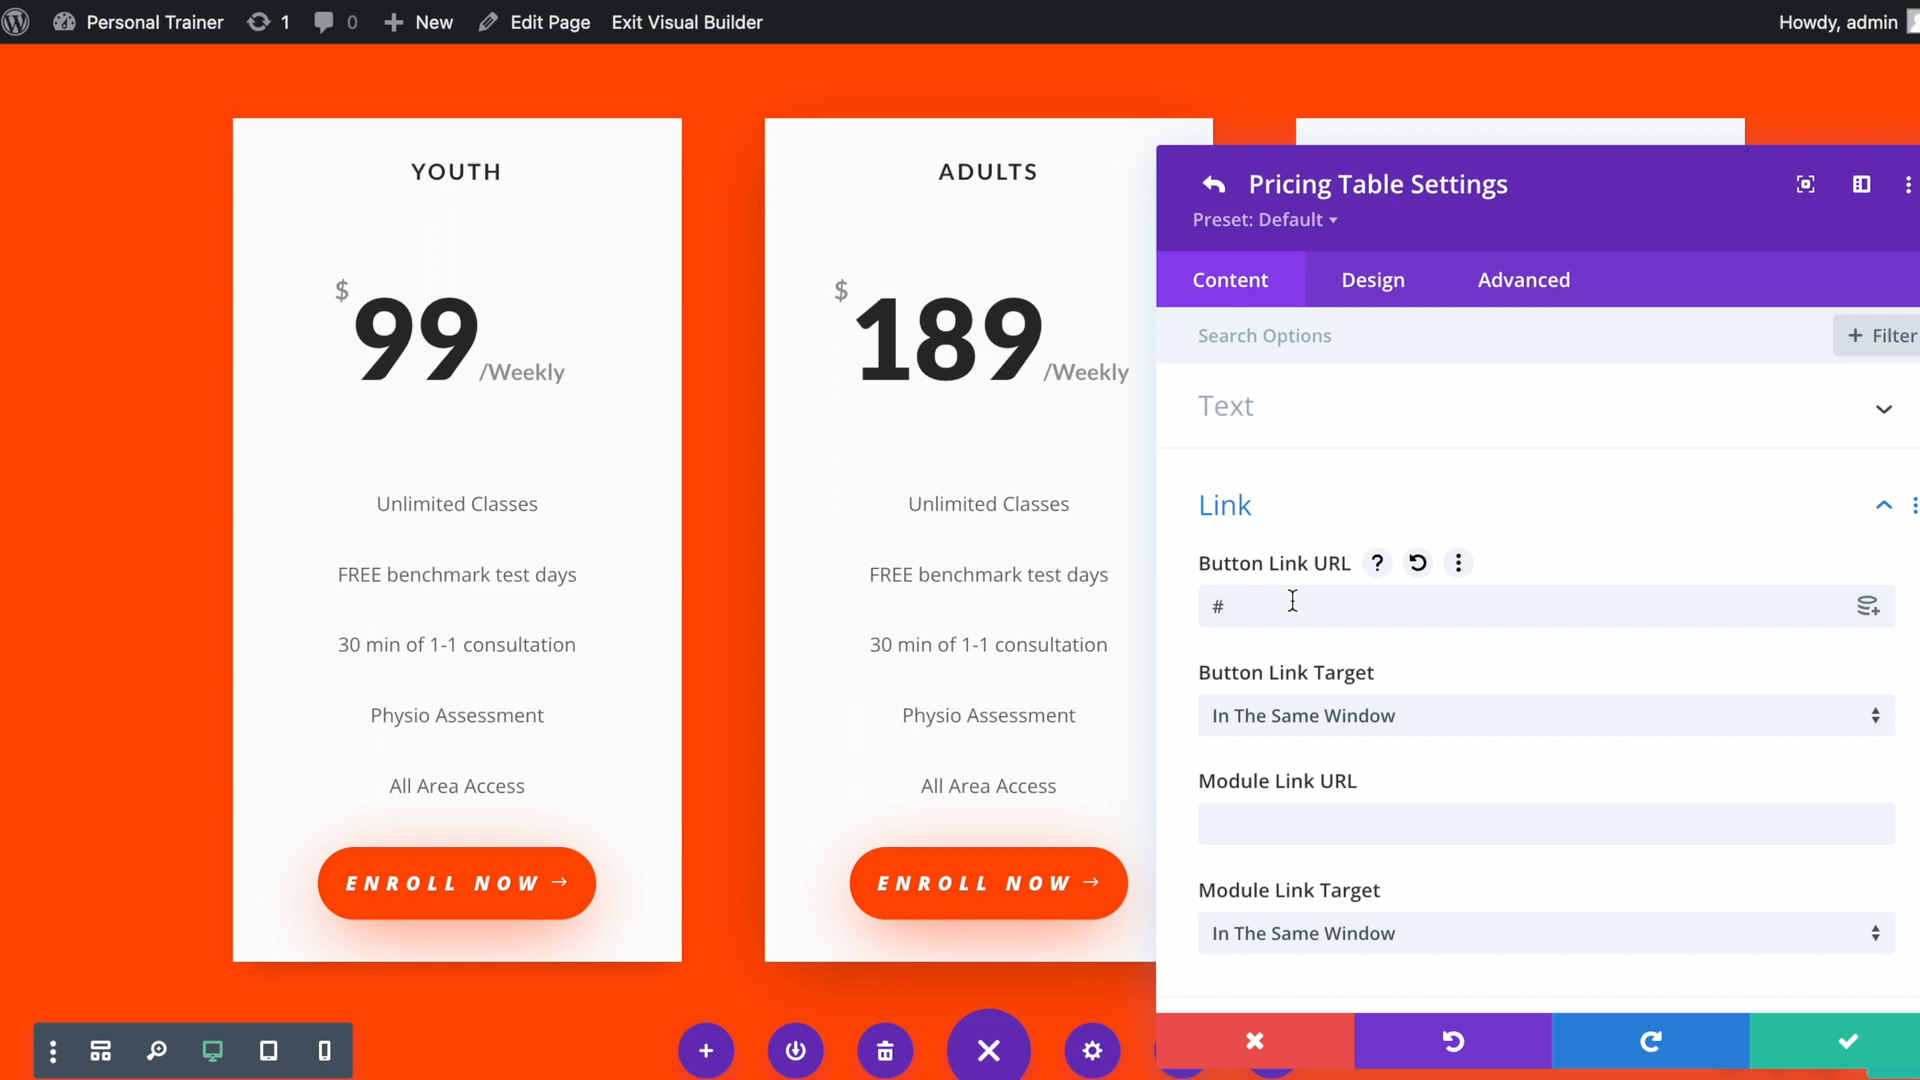 Personal Trainer 1 0 New Edit Page Exit Visual Builder Howdy, admin
YOUTH
$99/Weekly
Unlimited Classes
FREE benchmark test days
30 min of 1-1 consultation
Physio Assessment
All Area Access
ENROLL NOW →
ADULTS
$189/Weekly
Unlimited Classes
FREE benchmark test days
30 min of 1-1 consultation
Physio Assessment
All Area Access
ENROLL NOW →
Pricing Table Settings
Preset: Default
Content Design Advanced
Search Options + Filter
Text
Link
Button Link URL ?
#
Button Link Target
In The Same Window
Module Link URL
Module Link Target
In The Same Window